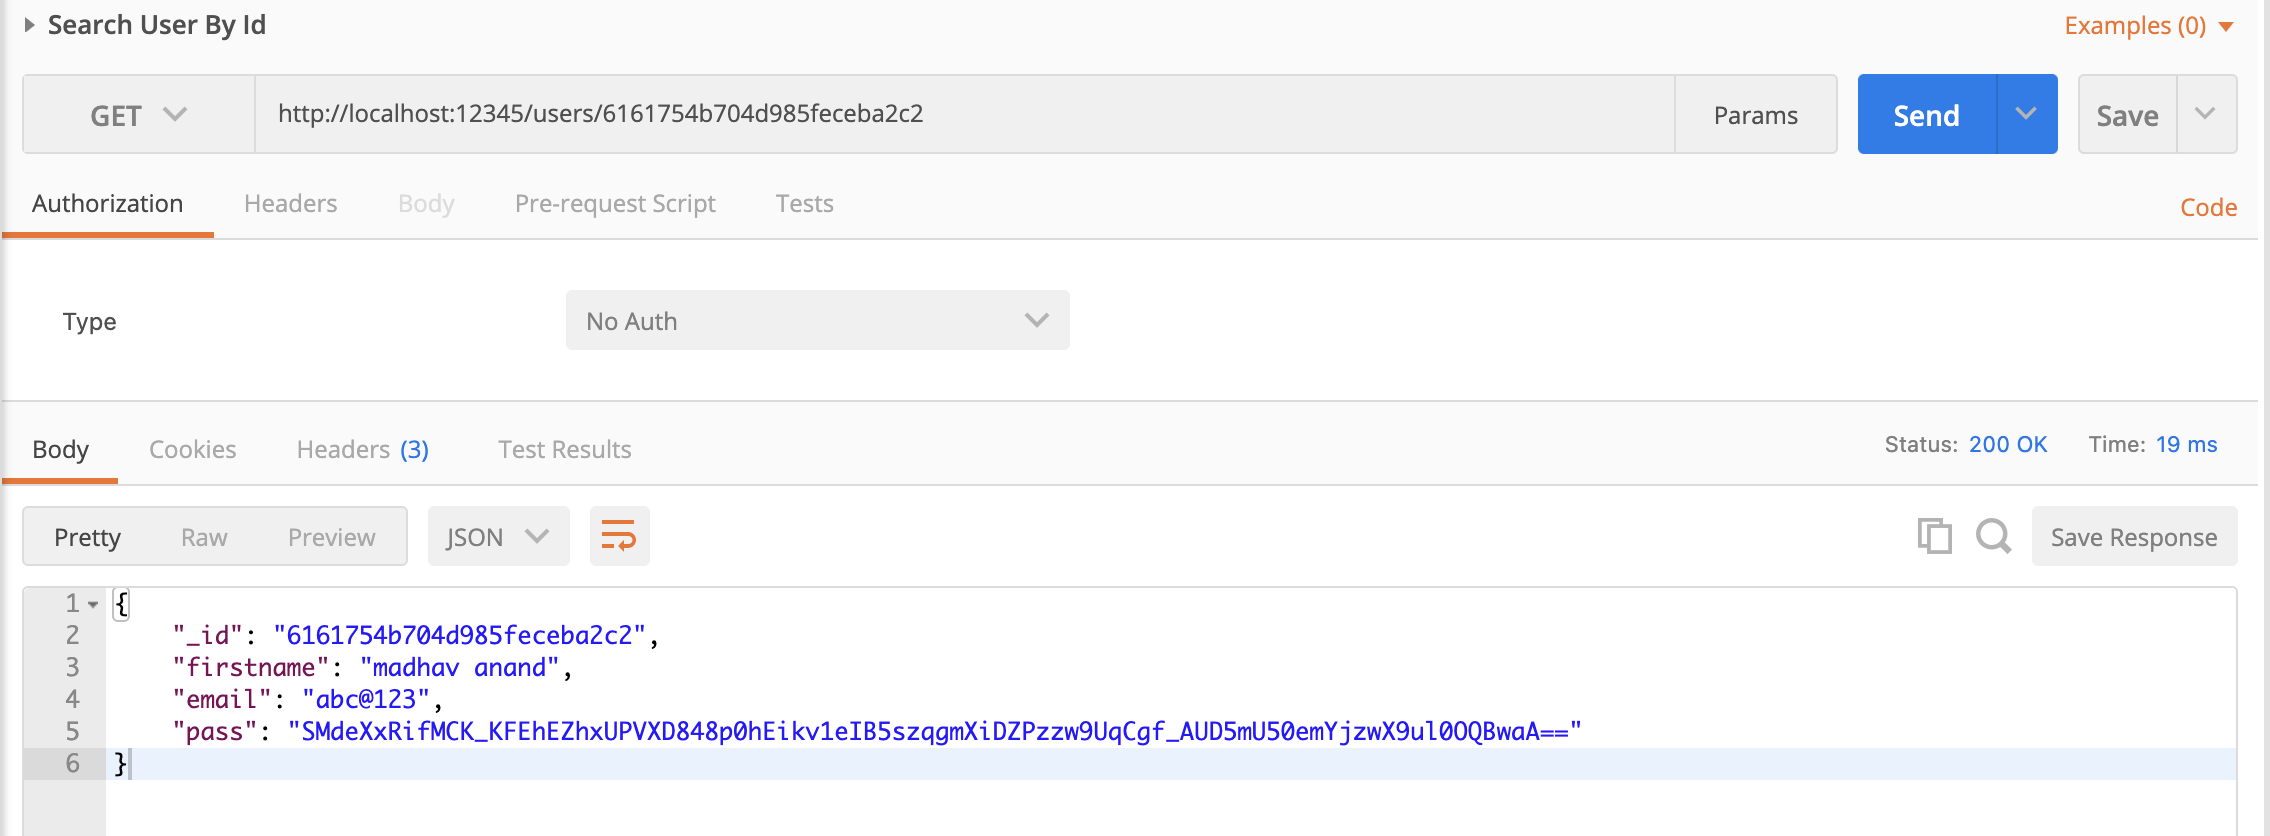 Search User By Id
Examples (0)
GET
http://localhost:12345/users/6161754b704d985feceba2c2
Params
Send
Save
Authorization
Headers
Body
Pre-request Script
Tests
Code
Type
No Auth
Body
Cookies
Headers (3)
Test Results
Status: 200 OK
Time: 19 ms
Pretty
Raw
Preview
JSON
Save Response
1 {
2 "_id": "6161754b704d985feceba2c2",
3 "firstname": "madhav anand",
4 "email": "abc@123",
5 "pass": "SMdeXxRifMCK_KFEhEZhxUPVXD848p0hEikv1eIB5szqgmXiDZPzzw9UqCgf_AUD5mU50emYjzwX9ul0OQBwaA=="
6 }